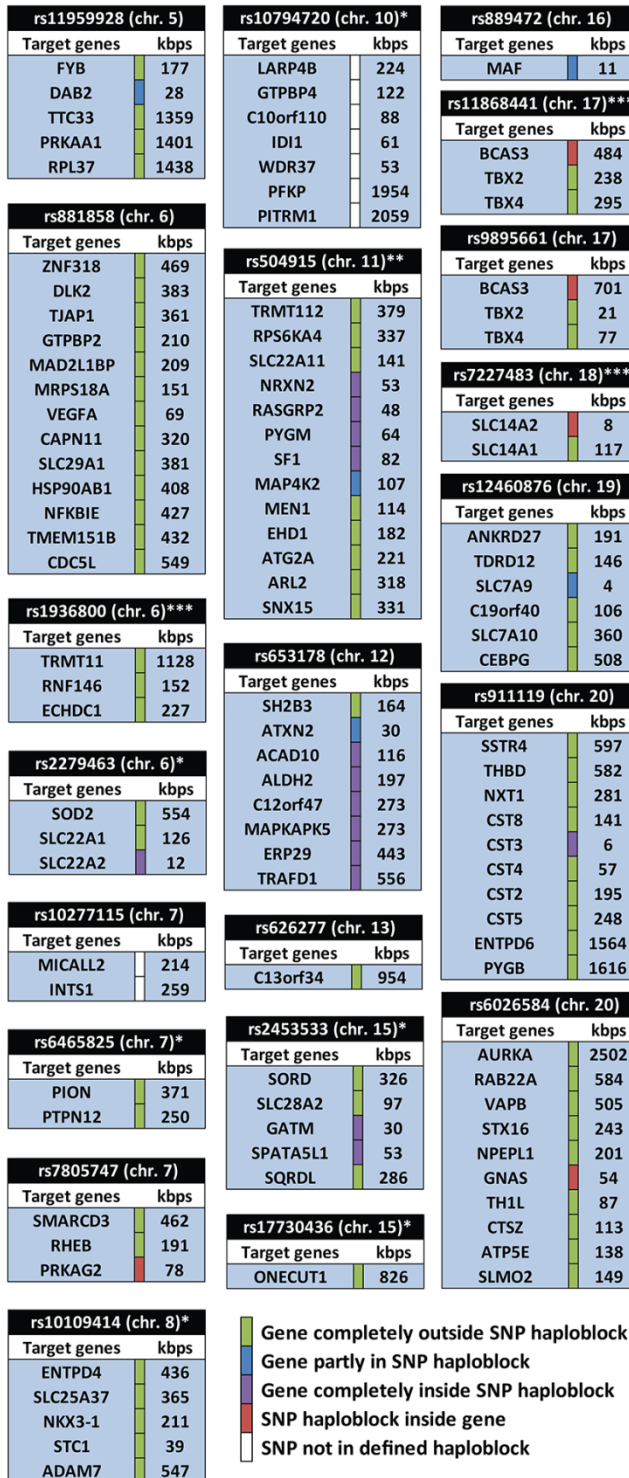 rs11959928 (chr. 5)
Target genes kbps
FYB 177
DAB2 28
TTC33 1359
PRKAA1 1401
RPL37 1438
rs881858 (chr. 6)
Target genes kbps
ZNF318 469
DLK2 383
TJAP1 361
GTPBP2 210
MAD2L1BP 209
MRPS18A 151
VEGFA 69
CAPN11 320
SLC29A1 381
HSP90AB1 408
NFKBIE 427
TMEM151B 432
CDC5L 549
rs1936800 (chr. 6)***
Target genes kbps
TRMT11 1128
RNF146 152
ECHDC1 227
rs2279463 (chr. 6)*
Target genes kbps
SOD2 554
SLC22A1 126
SLC22A2 12
rs10277115 (chr. 7)
Target genes kbps
MICALL2 214
INTS1 259
rs6465825 (chr. 7)*
Target genes kbps
PION 371
PTPN12 250
rs7805747 (chr. 7)
Target genes kbps
SMARCD3 462
RHEB 191
PRKAG2 78
rs10109414 (chr. 8)*
Target genes kbps
ENTPD4 436
SLC25A37 365
NKX3-1 211
STC1 39
ADAM7 547
rs10794720 (chr. 10)*
Target genes kbps
LARP4B 224
GTPBP4 122
C10orf110 88
IDI1 61
WDR37 53
PFKP 1954
PITRM1 2059
rs504915 (chr. 11)**
Target genes kbps
TRMT112 379
RPS6KA4 337
SLC22A11 141
NRXN2 53
RASGRP2 48
PYGM 64
SF1 82
MAP4K2 107
MEN1 114
EHD1 182
ATG2A 221
ARL2 318
SNX15 331
rs653178 (chr. 12)
Target genes kbps
SH2B3 164
ATXN2 30
ACAD10 116
ALDH2 197
C12orf47 273
MAPKAPK5 273
ERP29 443
TRAFD1 556
rs626277 (chr. 13)
Target genes kbps
C13orf34 954
rs2453533 (chr. 15)*
Target genes kbps
SORD 326
SLC28A2 97
GATM 30
SPATA5L1 53
SQRDL 286
rs17730436 (chr. 15)*
Target genes kbps
ONECUT1 826
rs889472 (chr. 16)
Target genes kbps
MAF 11
rs11868441 (chr. 17)***
Target genes kbps
BCAS3 484
TBX2 238
TBX4 295
rs9895661 (chr. 17)
Target genes kbps
BCAS3 701
TBX2 21
TBX4 77
rs7227483 (chr. 18)***
Target genes kbps
SLC14A2 8
SLC14A1 117
rs12460876 (chr. 19)
Target genes kbps
ANKRD27 191
TDRD12 146
SLC7A9 4
C19orf40 106
SLC7A10 360
CEBPG 508
rs911119 (chr. 20)
Target genes kbps
SSTR4 597
THBD 582
NXT1 281
CST8 141
CST3 6
CST4 57
CST2 195
CST5 248
ENTPD6 1564
PYGB 1616
rs6026584 (chr. 20)
Target genes kbps
AURKA 2502
RAB22A 584
VAPB 505
STX16 243
NPEPL1 201
GNAS 54
TH1L 87
CTSZ 113
ATP5E 138
SLMO2 149
Gene completely outside SNP haploblock
Gene partly in SNP haploblock
Gene completely inside SNP haploblock
SNP haploblock inside gene
SNP not in defined haploblock